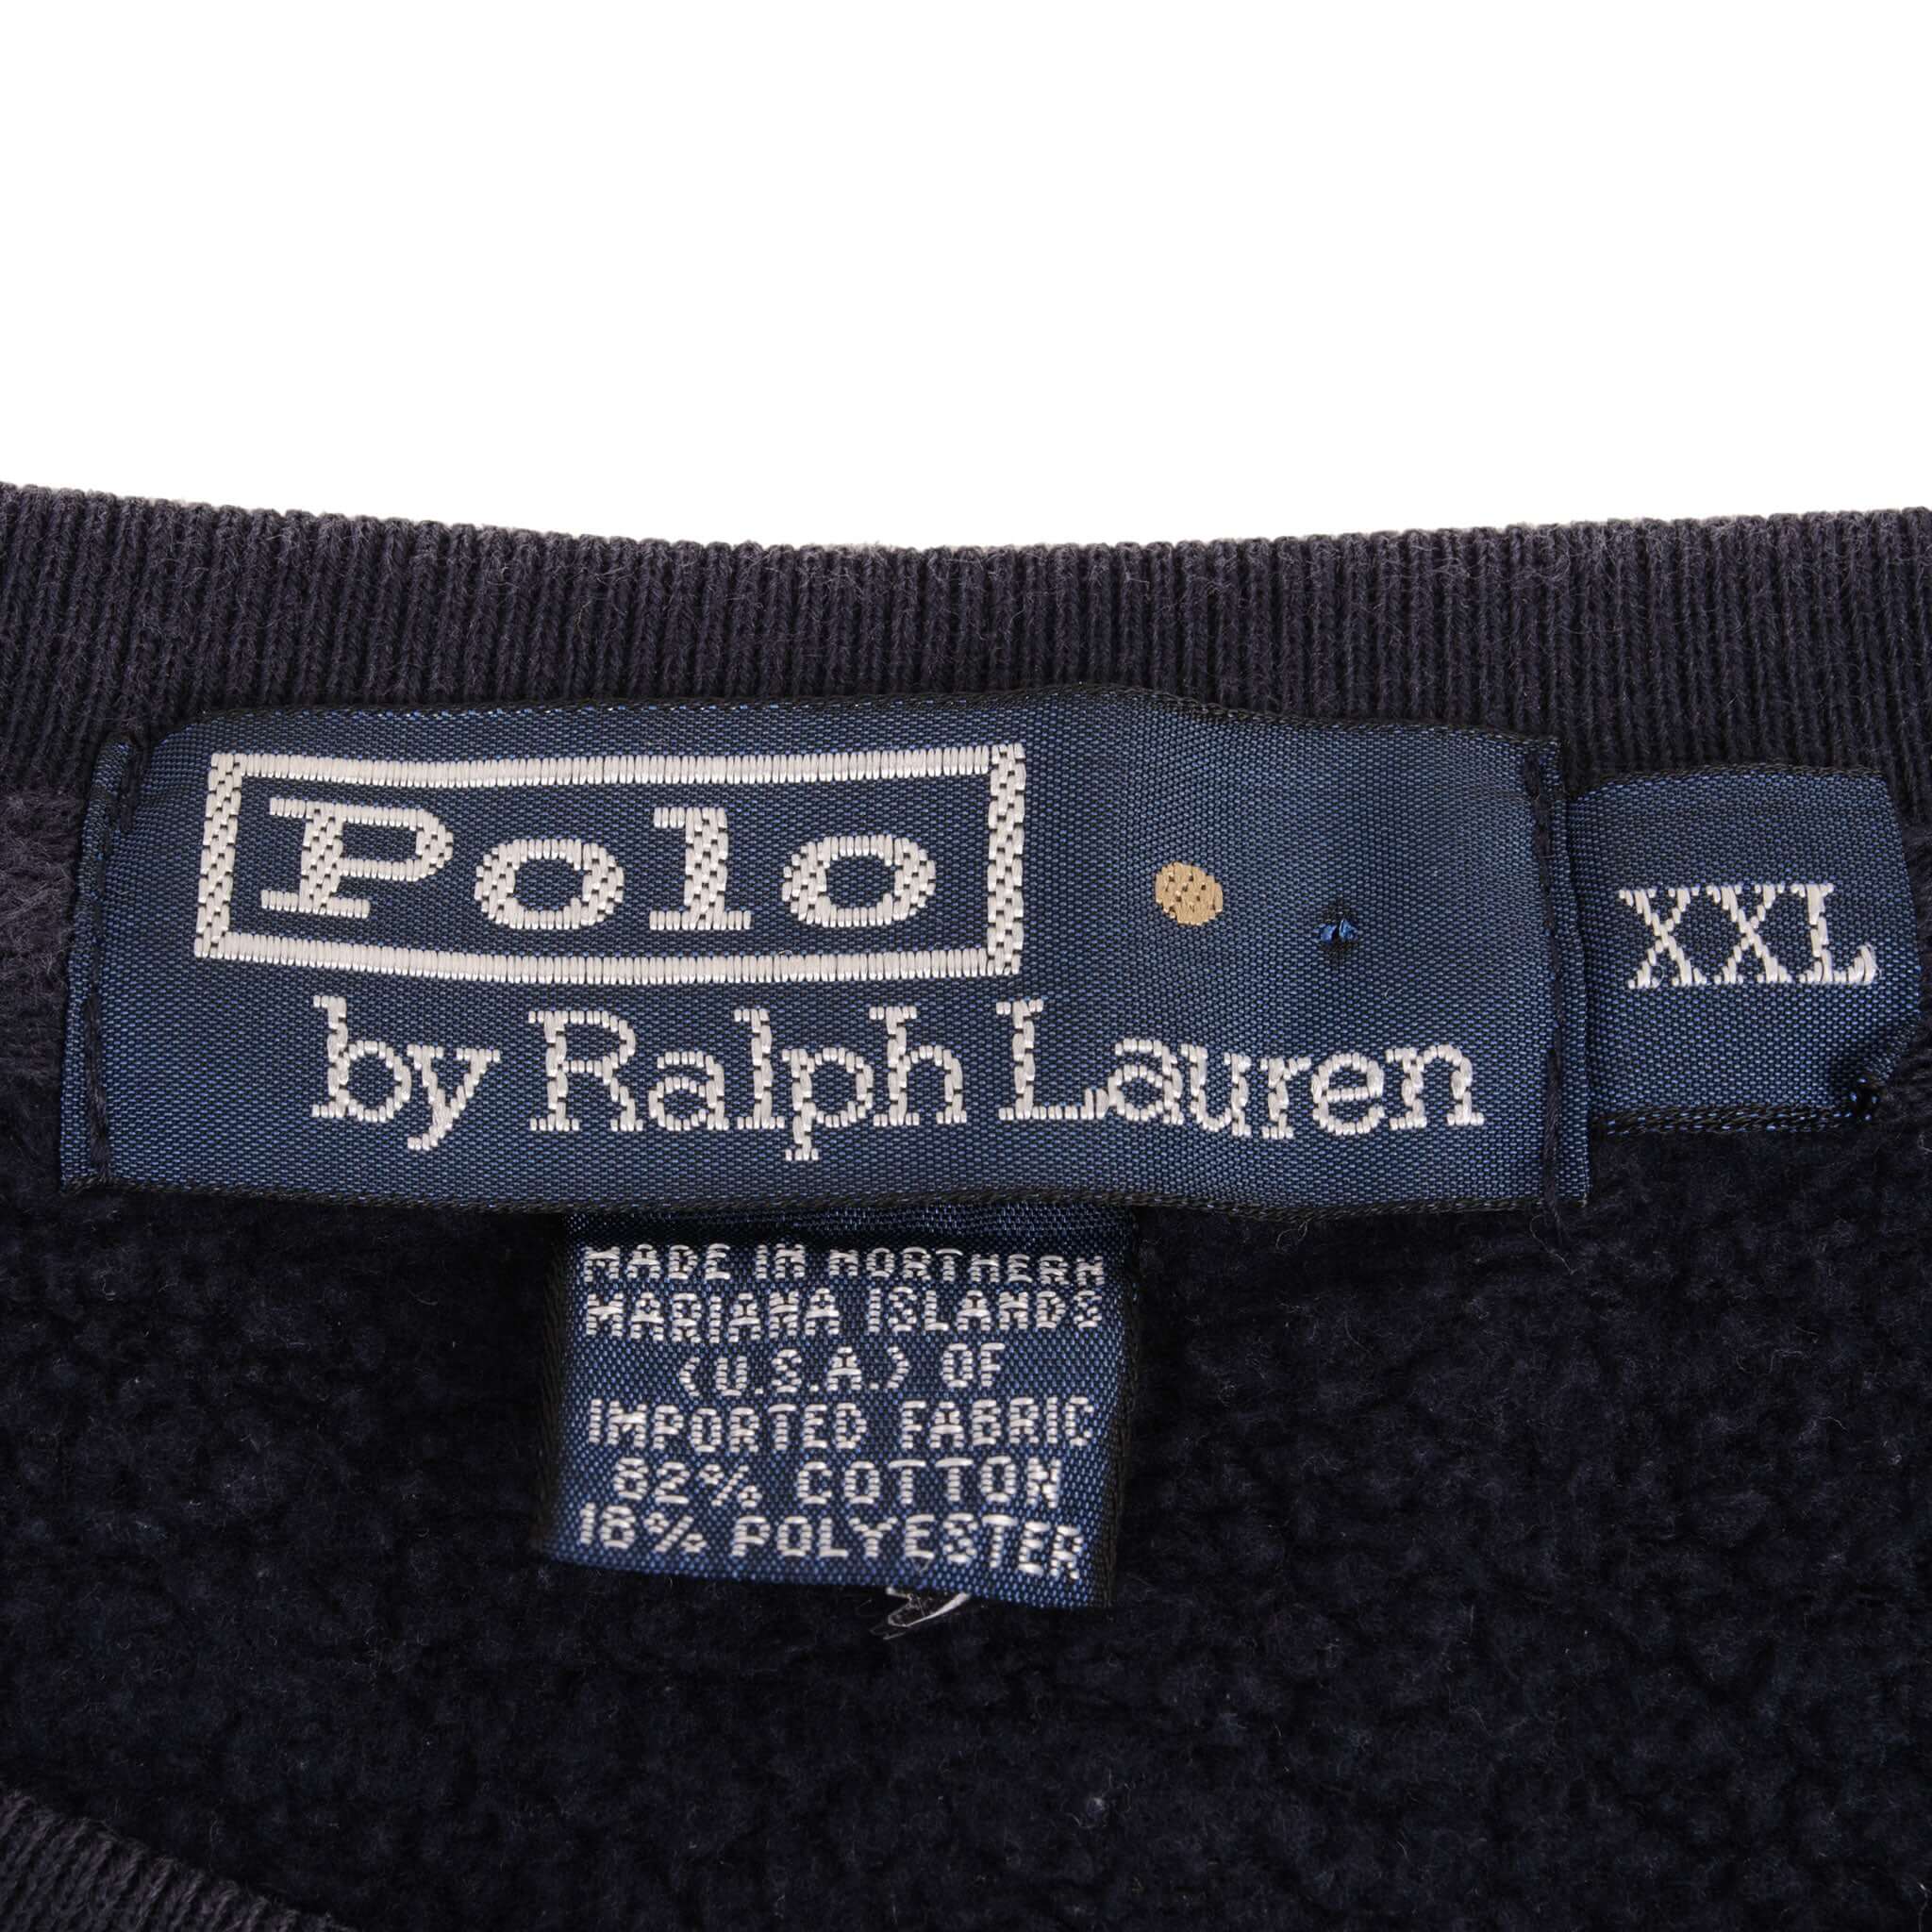 Polo
by Ralph Lauren
XXL
MADE IN NORTHERN
MARIANA ISLANDS
(U.S.A.) OF
IMPORTED FABRIC
82% COTTON
18% POLYESTER